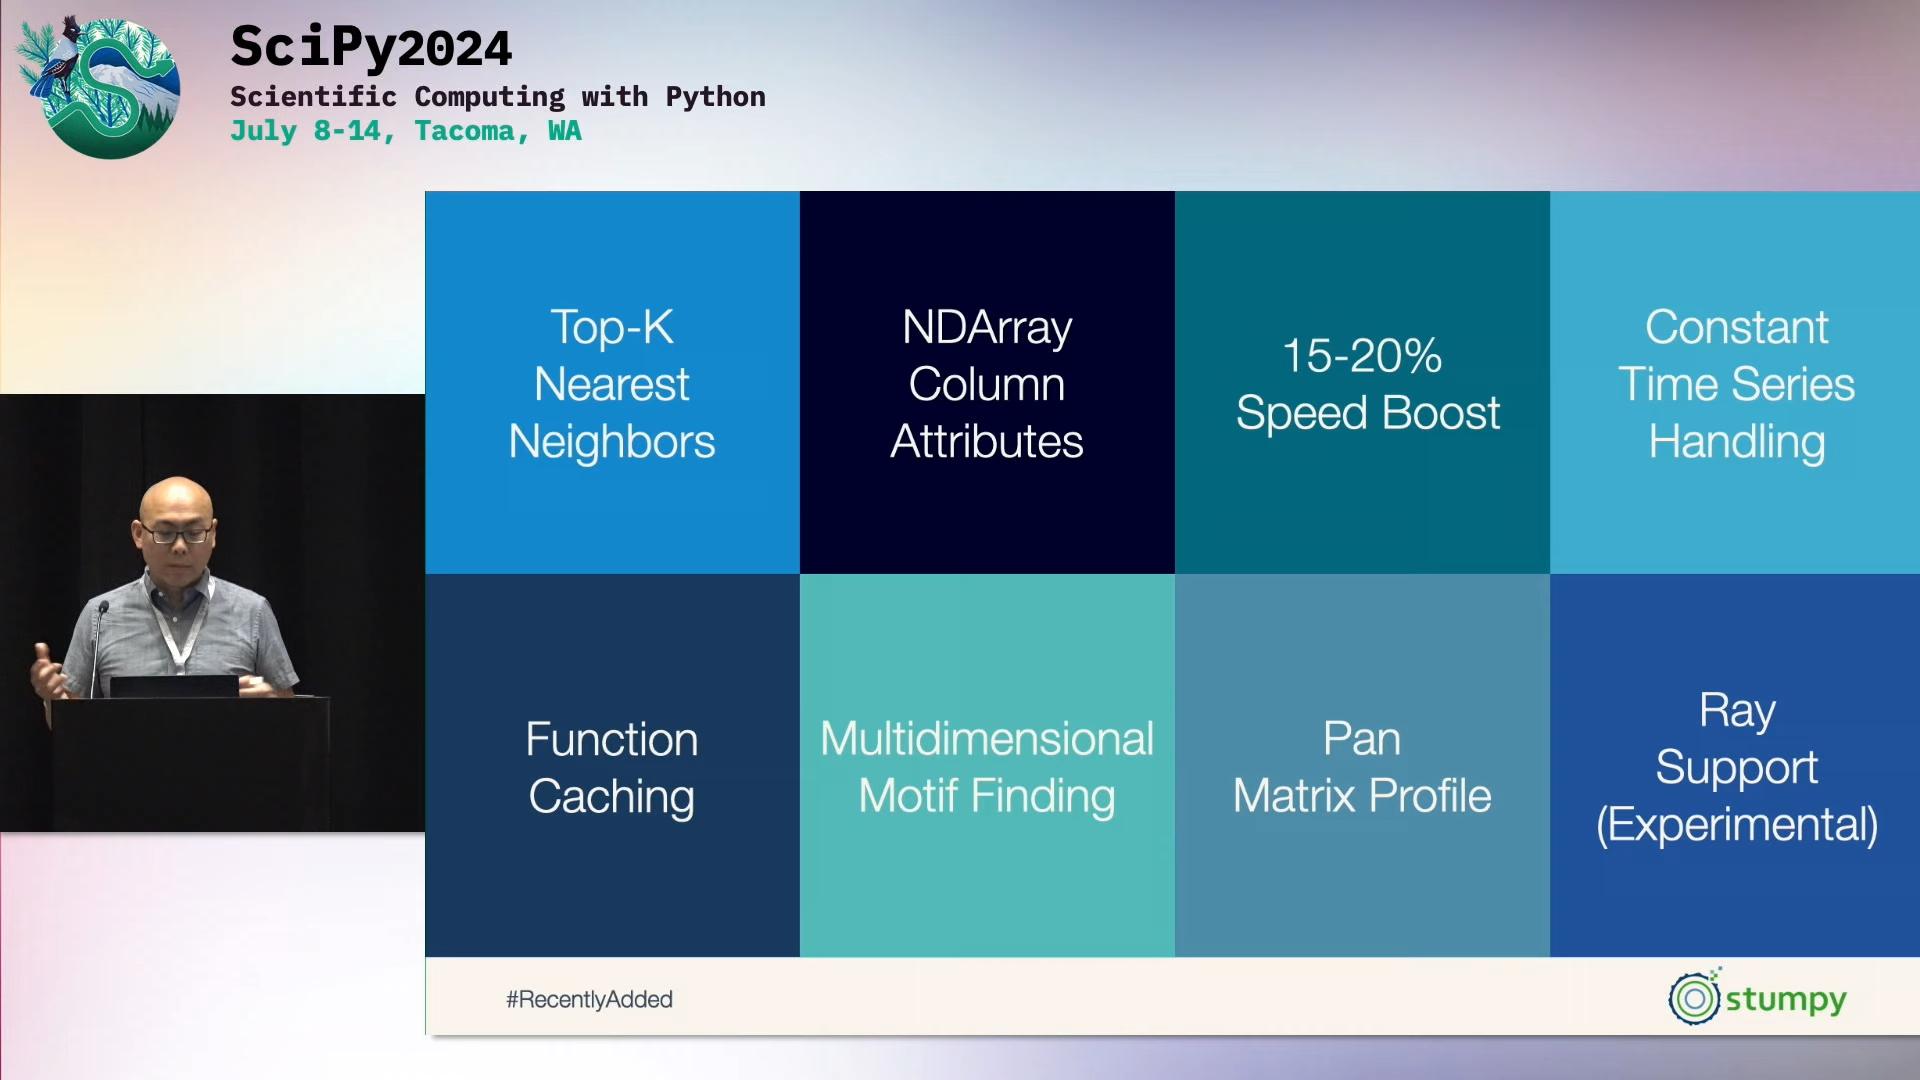 SciPy2024
Scientific Computing with Python
July 8-14, Tacoma, WA
Top-K
Nearest
Neighbors
NDArray
Column
Attributes
15-20%
Speed Boost
Constant
Time Series
Handling
Function
Caching
Multidimensional
Motif Finding
Pan
Matrix Profile
Ray
Support
(Experimental)
#RecentlyAdded
stumpy